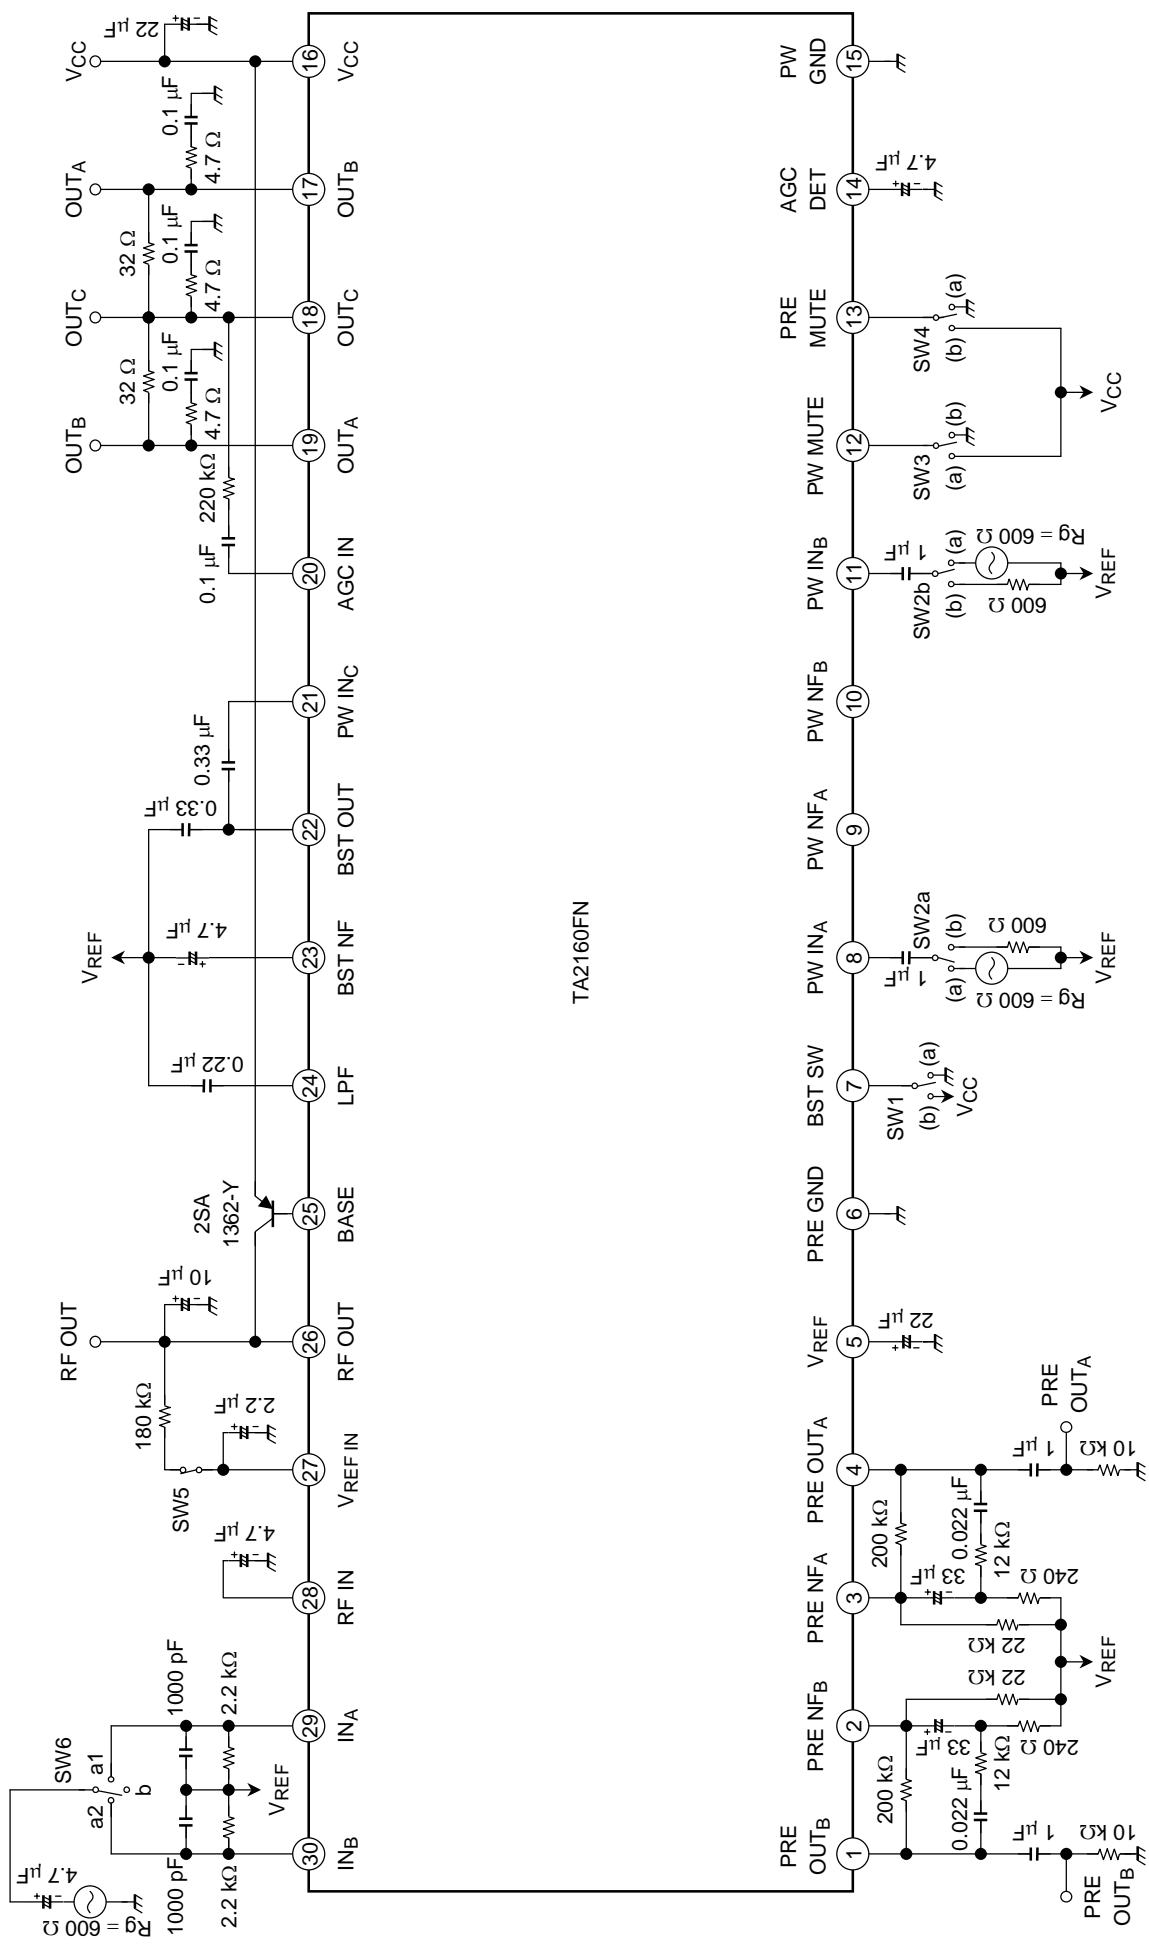 Rg = 600 Ω
4.7 µF
SW6
a2
a1
b
1000 pF
1000 pF
2.2 kΩ
2.2 kΩ
VREF
4.7 µF
SW5
180 kΩ
2.2 µF
RF OUT
10 µF
2SA
1362-Y
VREF
0.22 µF
4.7 µF
0.33 µF
0.33 µF
0.1 µF
220 kΩ
OUTB
OUTC
OUTA
VCC
32 Ω
32 Ω
4.7 Ω
0.1 µF
4.7 Ω
0.1 µF
4.7 Ω
0.1 µF
22 µF
30
29
28
27
26
25
24
23
22
21
20
19
18
17
16
INB
INA
RF IN
VREF IN
RF OUT
BASE
LPF
BST NF
BST OUT
PW INC
AGC IN
OUTA
OUTC
OUTB
VCC
TA2160FN
PRE
OUTB
PRE NFB
PRE NFA
PRE OUTA
VREF
PRE GND
BST SW
PW INA
PW NFA
PW NFB
PW INB
PW MUTE
PRE
MUTE
AGC
DET
PW
GND
1
2
3
4
5
6
7
8
9
10
11
12
13
14
15
200 kΩ
0.022 µF
12 kΩ
33 µF
240 Ω
22 kΩ
1 µF
10 kΩ
PRE
OUTB
VREF
22 kΩ
200 kΩ
33 µF
0.022 µF
12 kΩ
240 Ω
1 µF
10 kΩ
PRE
OUTA
22 µF
SW1
(b)
(a)
VCC
1 µF
SW2a
(a)
(b)
Rg = 600 Ω
600 Ω
VREF
1 µF
SW2b
(b)
(a)
600 Ω
Rg = 600 Ω
VREF
SW3
(a)
(b)
SW4
(b)
(a)
VCC
4.7 µF